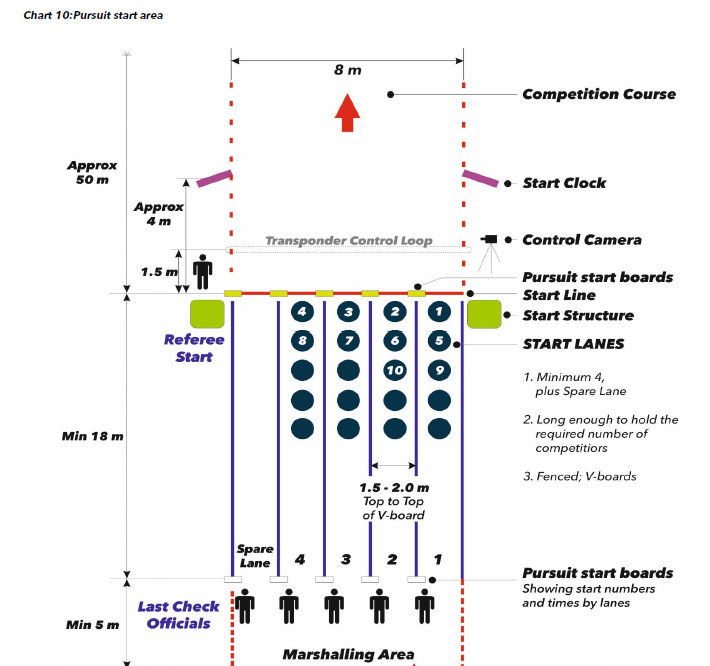 Chart 10:Pursuit start area
8 m
Competition Course
Approx
50 m
Start Clock
Approx
4 m
Transponder Control Loop
Control Camera
1.5 m
Pursuit start boards
Start Line
4 3 2 1
Start Structure
Referee
Start
8 7 6 5
START LANES
10 9
1. Minimum 4,
plus Spare Lane
2. Long enough to hold the
required number of
competitiors
Min 18 m
3. Fenced; V-boards
1.5 - 2.0 m
Top to Top
of V-board
Spare
Lane
4 3 2 1
Pursuit start boards
Showing start numbers
and times by lanes
Last Check
Officials
Min 5 m
Marshalling Area